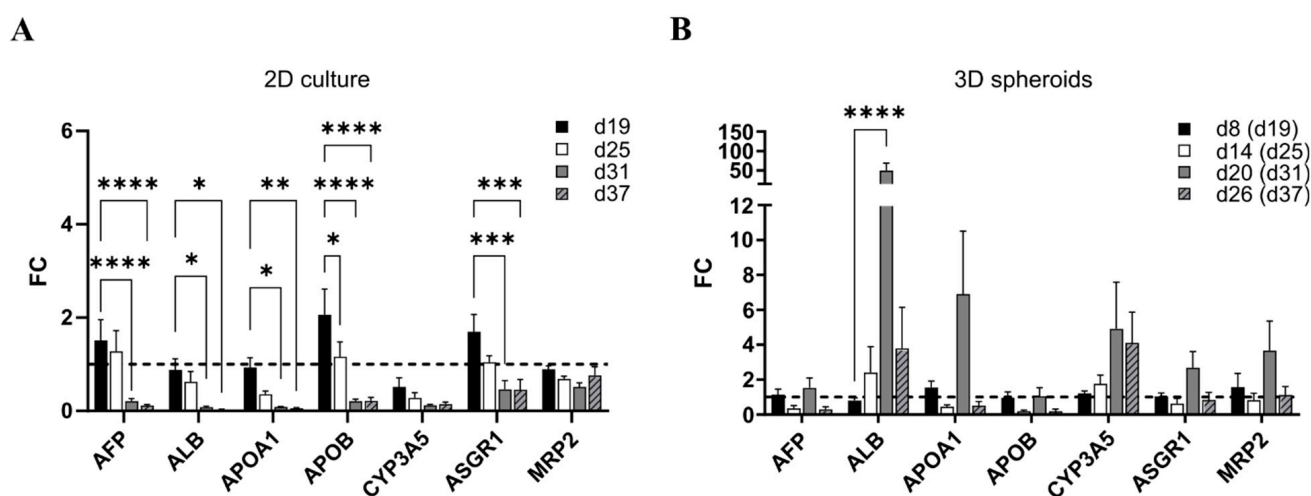 A
2D culture
FC
6
4
2
0
**** * ** **** **** ***
**** * * * ***
d19
d25
d31
d37
AFP ALB APOA1 APOB CYP3A5 ASGR1 MRP2
B
3D spheroids
FC
150
100
50
12
10
8
6
4
2
0
****
d8 (d19)
d14 (d25)
d20 (d31)
d26 (d37)
AFP ALB APOA1 APOB CYP3A5 ASGR1 MRP2